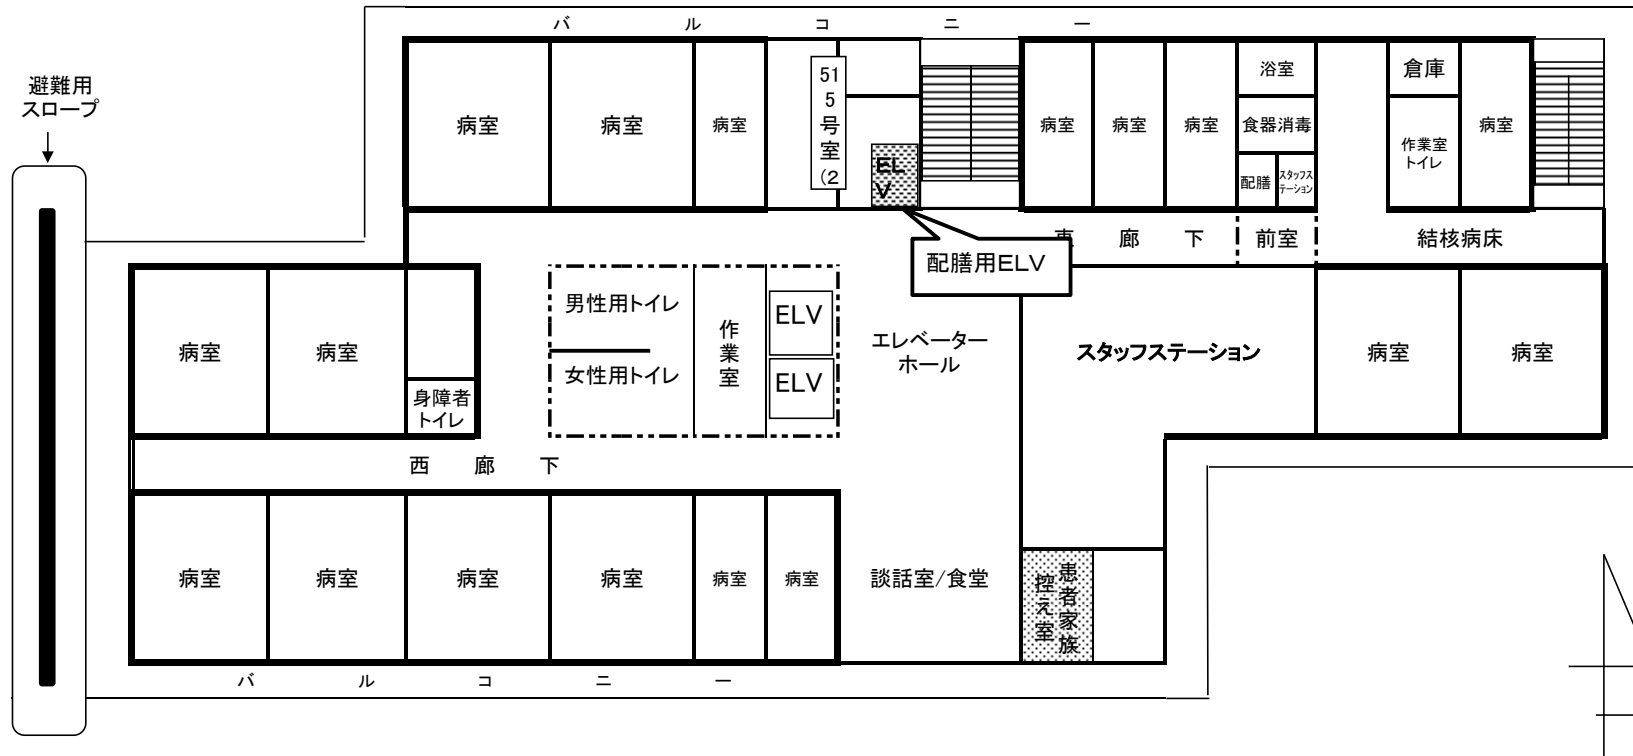 バルコニー
避難用
スロープ
病室
病室
病室
51
5
号
室
(2
EL
V
病室
病室
病室
浴室
食器消毒
配膳
スタッフス
テーション
倉庫
作業室
トイレ
病室
配膳用ELV
東廊下
前室
結核病床
病室
病室
身障者
トイレ
男性用トイレ
女性用トイレ
作業室
ELV
ELV
エレベーター
ホール
スタッフステーション
病室
病室
西廊下
病室
病室
病室
病室
病室
病室
談話室/食堂
患者家族
控え室
バルコニー